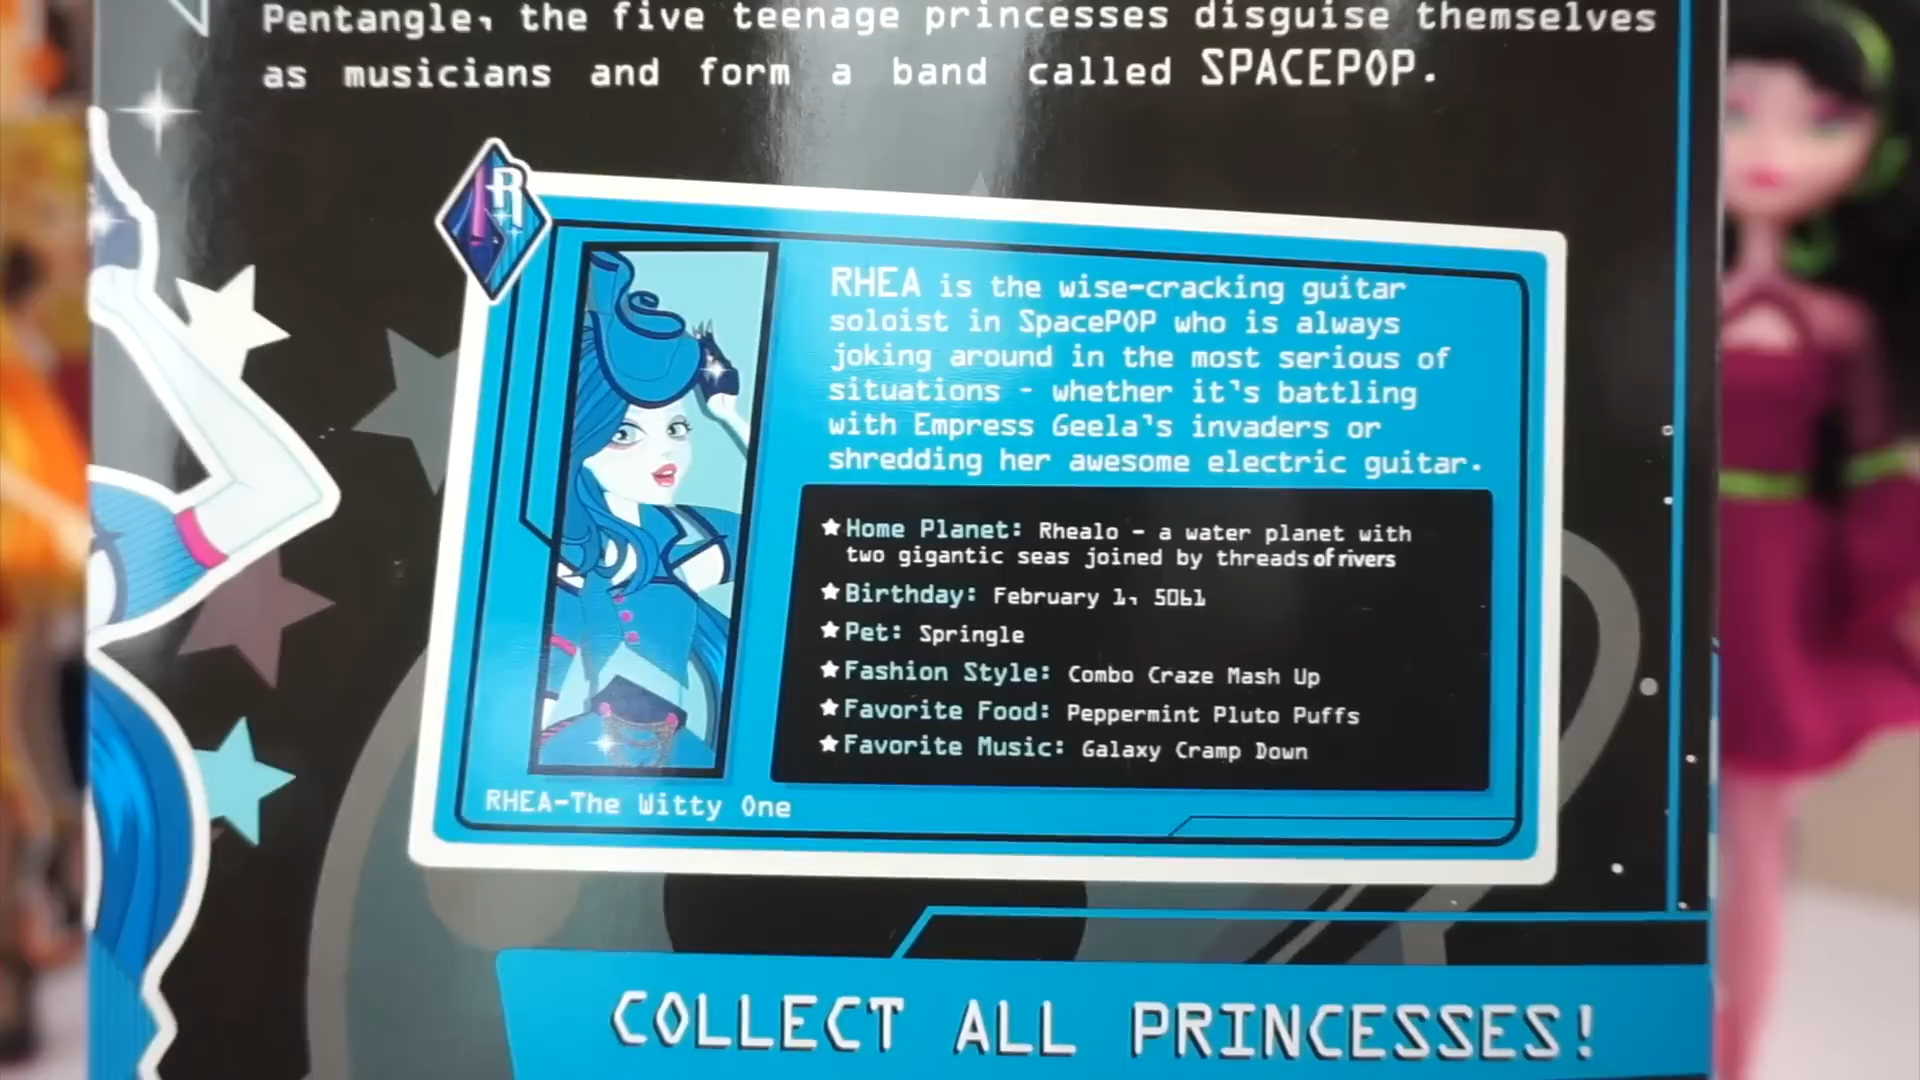 Pentangle, the five teenage princesses disguise themselves
as musicians and form a band called SPACEPOP.
R
RHEA is the wise-cracking guitar
soloist in SpacePOP who is always
joking around in the most serious of
situations - whether it's battling
with Empress Geela's invaders or
shredding her awesome electric guitar.
Home Planet: Rhealo - a water planet with
two gigantic seas joined by threads of rivers
Birthday: February 1, 5061
Pet: Springle
Fashion Style: Combo Craze Mash Up
Favorite Food: Peppermint Pluto Puffs
Favorite Music: Galaxy Cramp Down
RHEA-The Witty One
COLLECT ALL PRINCESSES!